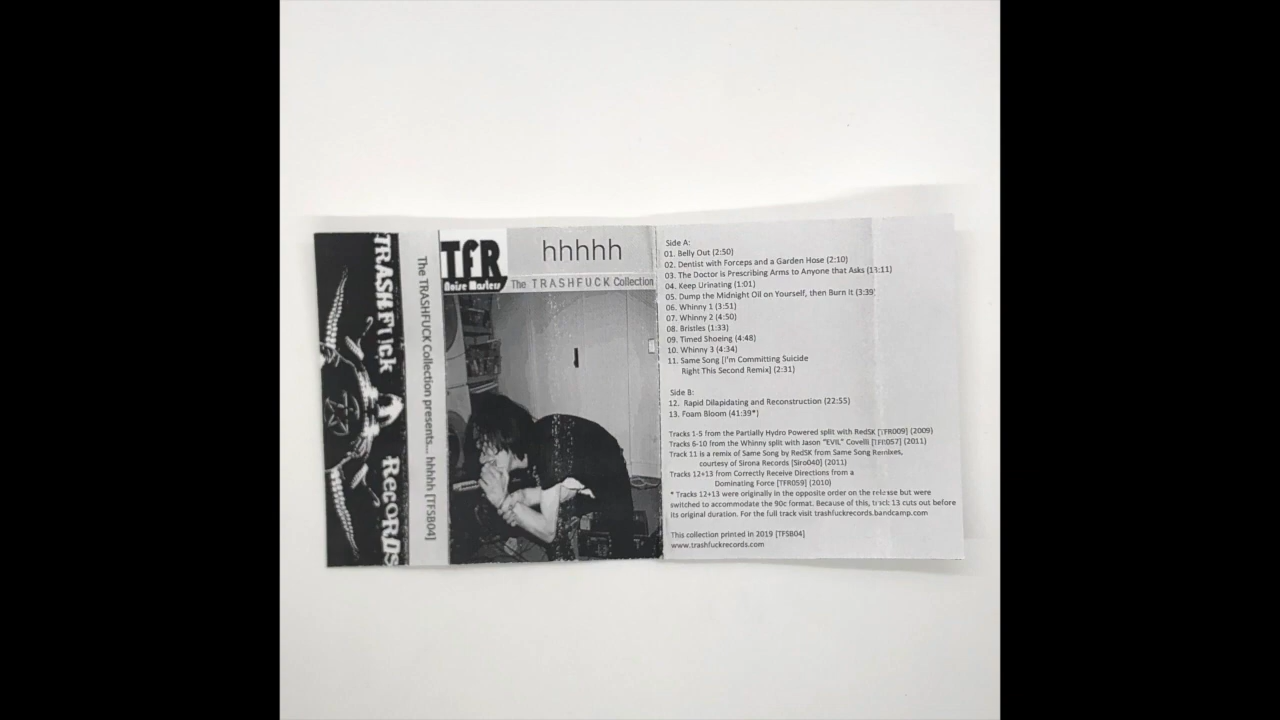 TRASHFUCK RECORDS
The TRASHFUCK Collection presents... hhhhh [TFSB04]
TFR
Noise Masters
hhhhh
The TRASHFUCK Collection
Side A:
01. Belly Out (2:50)
02. Dentist with Forceps and a Garden Hose (2:10)
03. The Doctor is Prescribing Arms to Anyone that Asks (13:11)
04. Keep Urinating (1:01)
05. Dump the Midnight Oil on Yourself, then Burn It (3:39)
06. Whinny 1 (3:51)
07. Whinny 2 (4:50)
08. Bristles (1:33)
09. Timed Shoeing (4:48)
10. Whinny 3 (4:34)
11. Same Song [I'm Committing Suicide
Right This Second Remix] (2:31)
Side B:
12. Rapid Dilapidating and Reconstruction (22:55)
13. Foam Bloom (41:39*)
Tracks 1-5 from the Partially Hydro Powered split with RedSK [TFR009] (2009)
Tracks 6-10 from the Whinny split with Jason "EVIL" Covelli [TFR057] (2011)
Track 11 is a remix of Same Song by RedSK from Same Song Remixes,
courtesy of Sirona Records [Siro040] (2011)
Tracks 12+13 from Correctly Receive Directions from a
Dominating Force [TFR059] (2010)
* Tracks 12+13 were originally in the opposite order on the release but were
switched to accommodate the 90c format. Because of this, track 13 cuts out before
its original duration. For the full track visit trashfuckrecords.bandcamp.com
This collection printed in 2019 [TFSB04]
www.trashfuckrecords.com